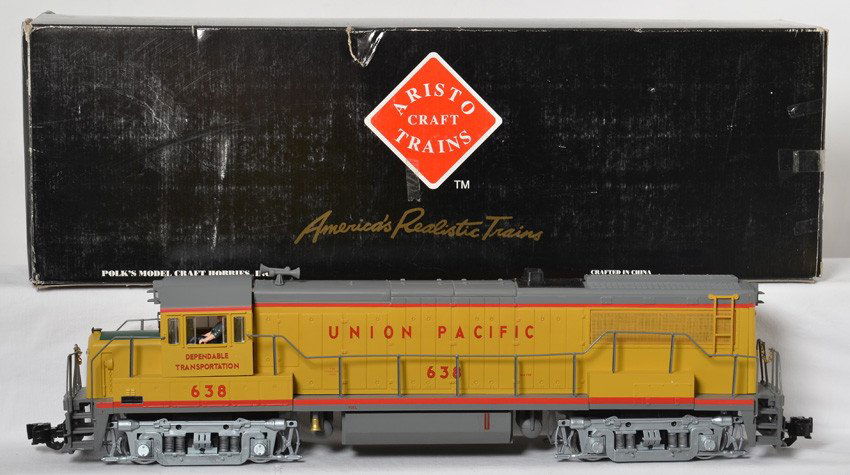 ARISTO
CRAFT
TRAINS
TM
America's Realistic Trains
POLK'S MODEL CRAFT HOBBIES,
CRAFTED IN CHINA
UNION PACIFIC
DEPENDABLE
TRANSPORTATION
638
638